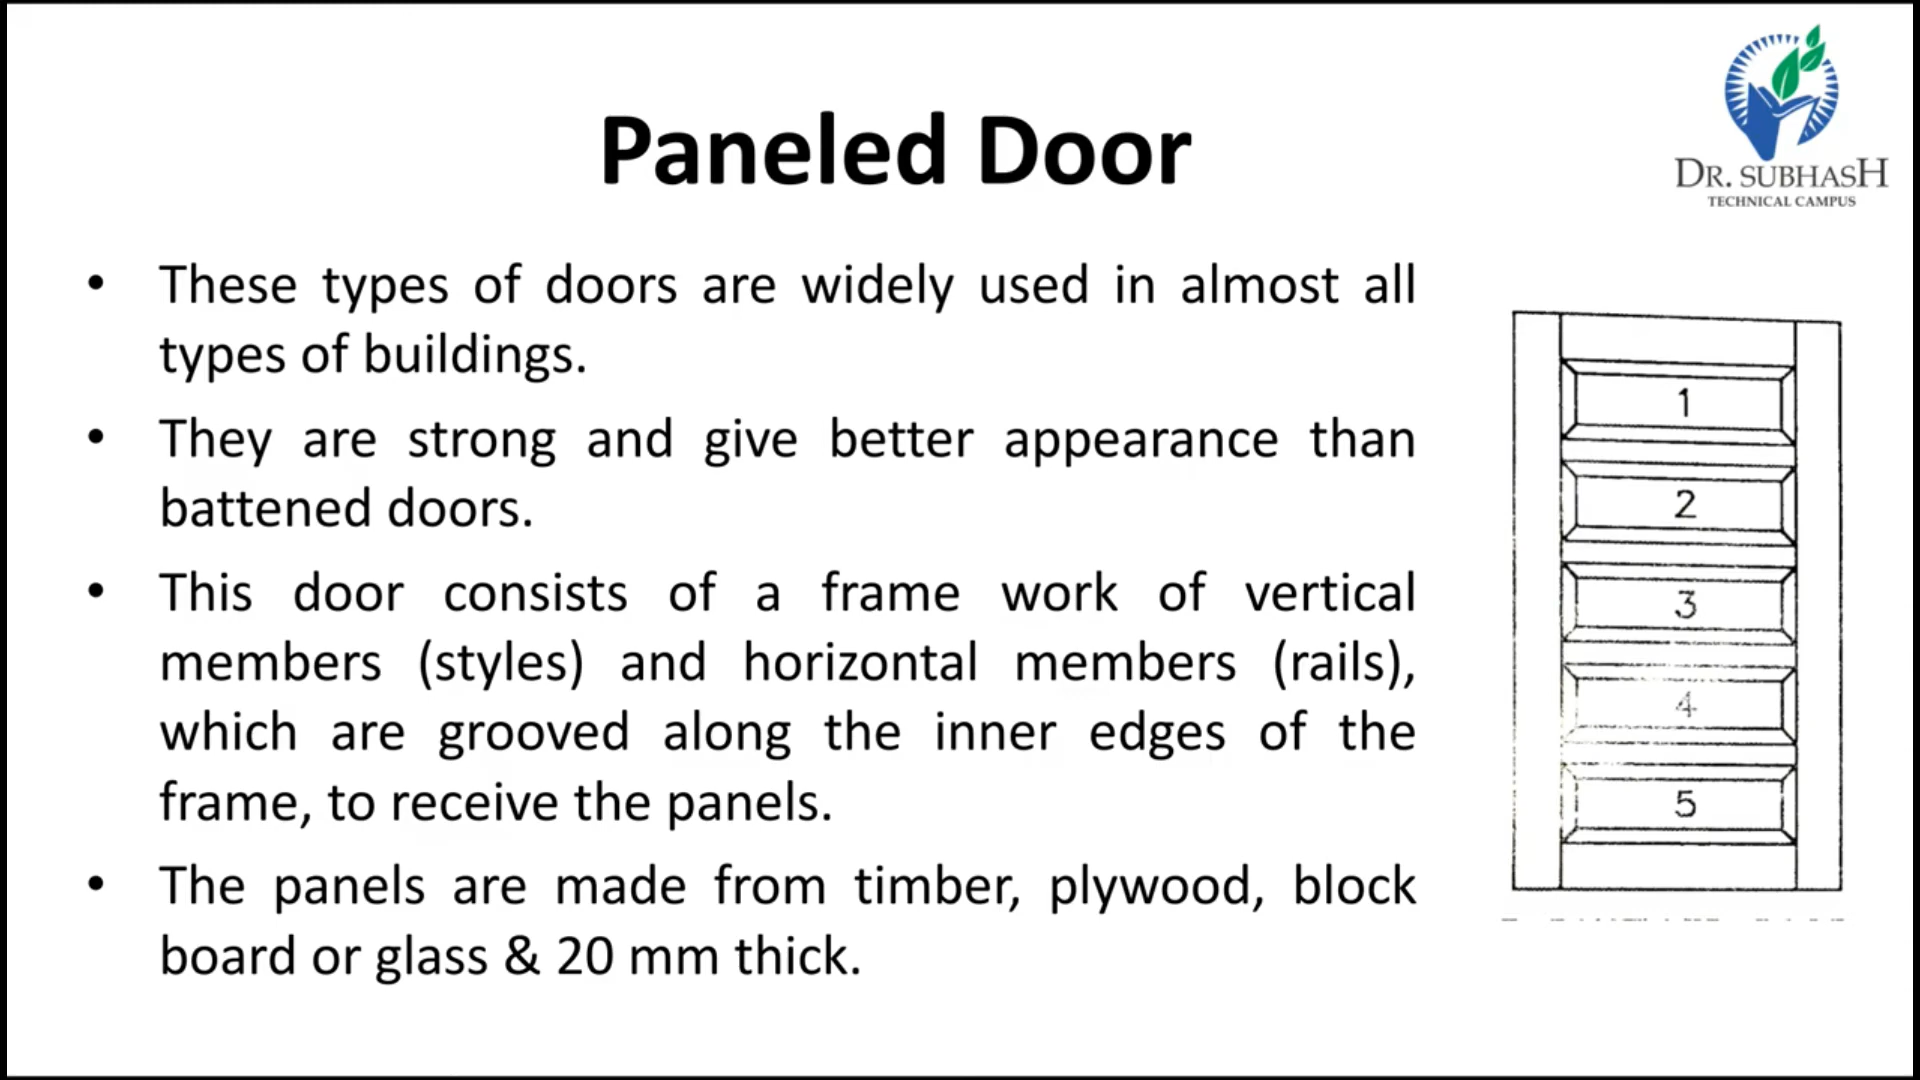 DR. SUBHASH
TECHNICAL CAMPUS
Paneled Door
• These types of doors are widely used in almost all
types of buildings.
• They are strong and give better appearance than
battened doors.
• This door consists of a frame work of vertical
members (styles) and horizontal members (rails),
which are grooved along the inner edges of the
frame, to receive the panels.
• The panels are made from timber, plywood, block
board or glass & 20 mm thick.
1
2
3
4
5